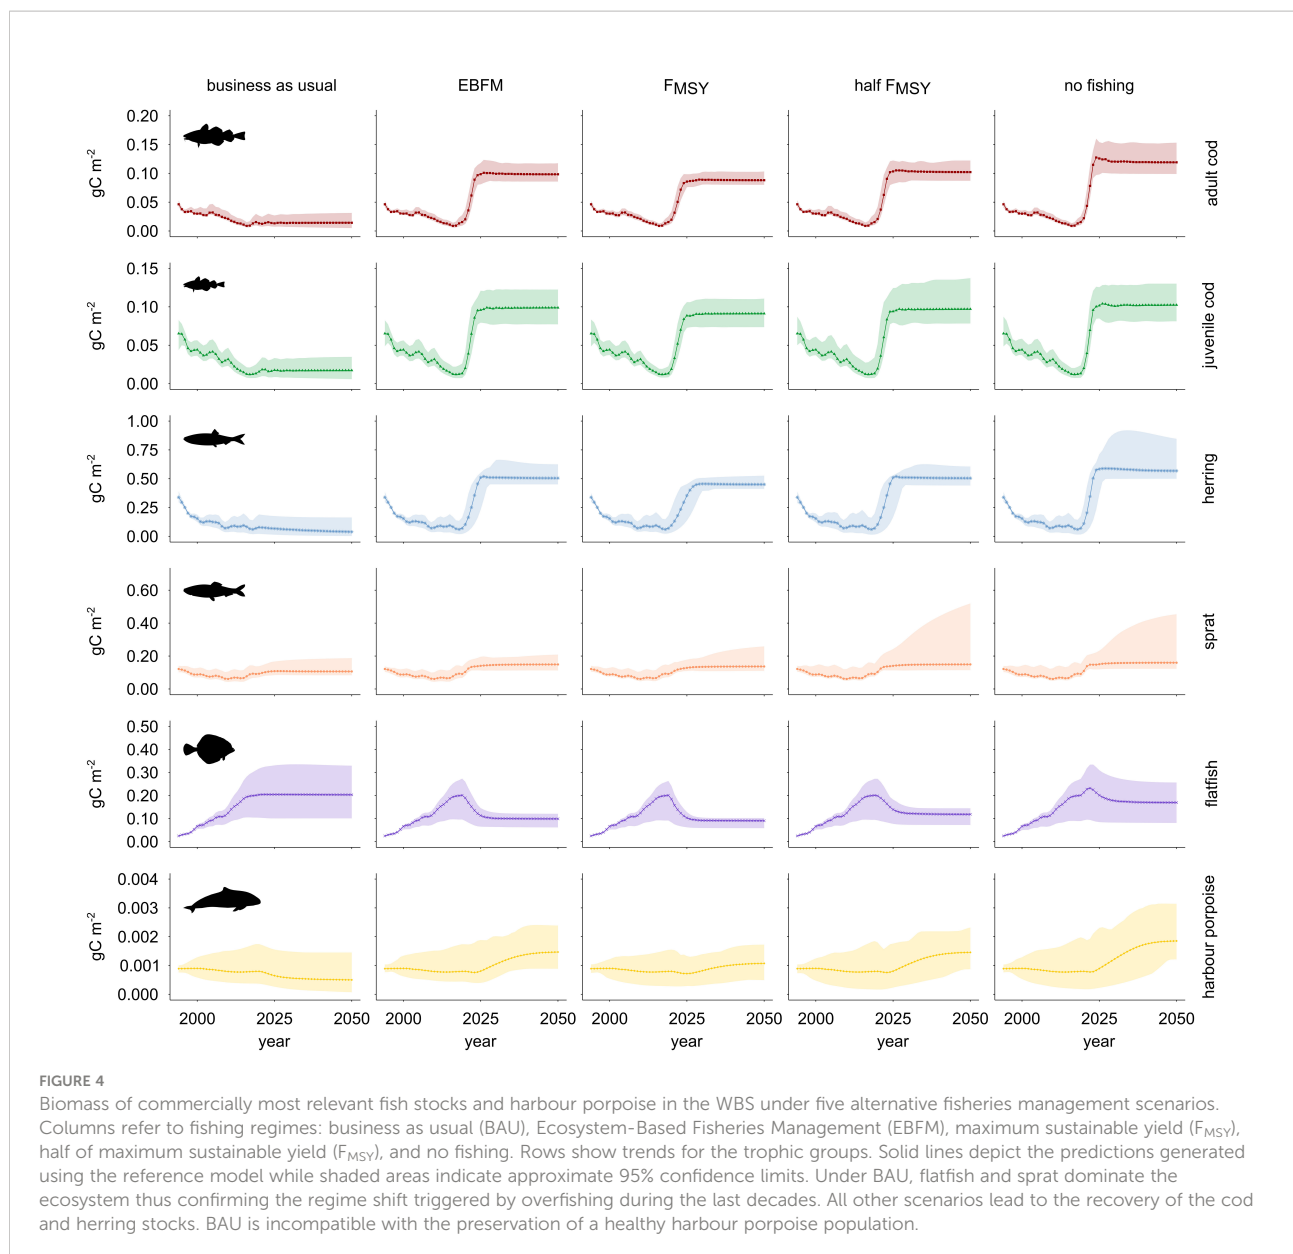 business as usual EBFM FMSY half FMSY no fishing
0.20
0.15
0.10
0.05
0.00
gC m-2
adult cod
0.15
0.10
0.05
0.00
gC m-2
juvenile cod
1.00
0.75
0.50
0.25
0.00
gC m-2
herring
0.60
0.40
0.20
0.00
gC m-2
sprat
0.50
0.40
0.30
0.20
0.10
0.00
gC m-2
flatfish
0.004
0.003
0.002
0.001
0.000
gC m-2
harbour porpoise
2000 2025 2050 2000 2025 2050 2000 2025 2050 2000 2025 2050 2000 2025 2050
year year year year year
FIGURE 4
Biomass of commercially most relevant fish stocks and harbour porpoise in the WBS under five alternative fisheries management scenarios.
Columns refer to fishing regimes: business as usual (BAU), Ecosystem-Based Fisheries Management (EBFM), maximum sustainable yield (FMSY),
half of maximum sustainable yield (FMSY), and no fishing. Rows show trends for the trophic groups. Solid lines depict the predictions generated
using the reference model while shaded areas indicate approximate 95% confidence limits. Under BAU, flatfish and sprat dominate the
ecosystem thus confirming the regime shift triggered by overfishing during the last decades. All other scenarios lead to the recovery of the cod
and herring stocks. BAU is incompatible with the preservation of a healthy harbour porpoise population.